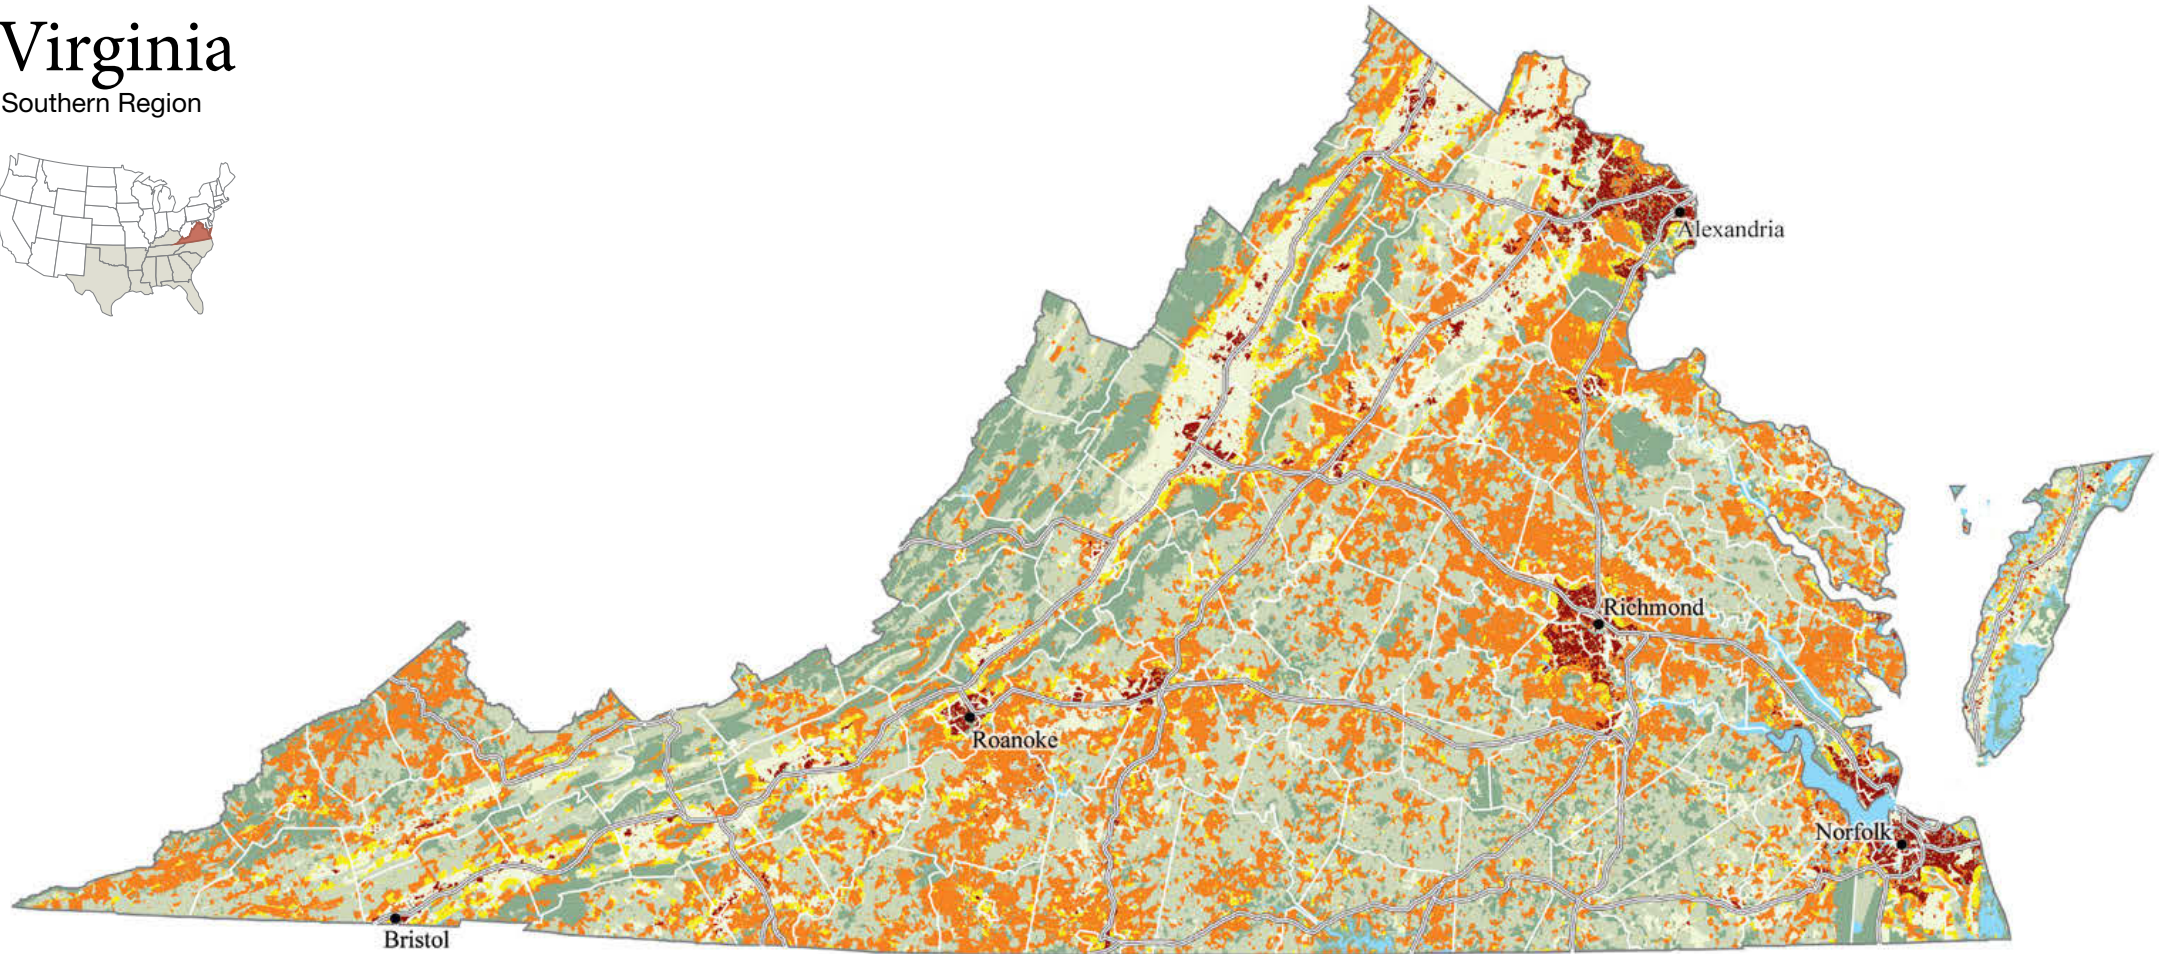 Virginia
Southern Region
Alexandria
Richmond
Roanoke
Norfolk
Bristol